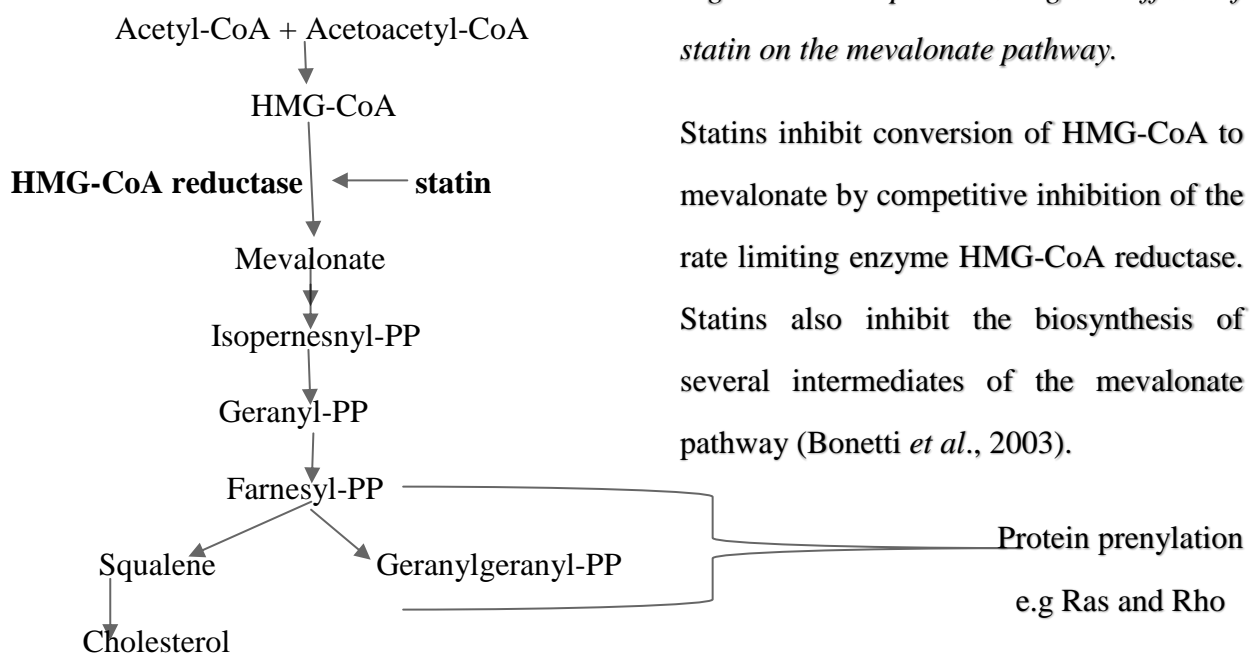 statin on the mevalonate pathway.
Statins inhibit conversion of HMG-CoA to
mevalonate by competitive inhibition of the
rate limiting enzyme HMG-CoA reductase.
Statins also inhibit the biosynthesis of
several intermediates of the mevalonate
pathway (Bonetti et al., 2003).
Acetyl-CoA + Acetoacetyl-CoA
HMG-CoA
HMG-CoA reductase
statin
Mevalonate
Isopernesnyl-PP
Geranyl-PP
Farnesyl-PP
Squalene
Geranylgeranyl-PP
Cholesterol
Protein prenylation
e.g Ras and Rho